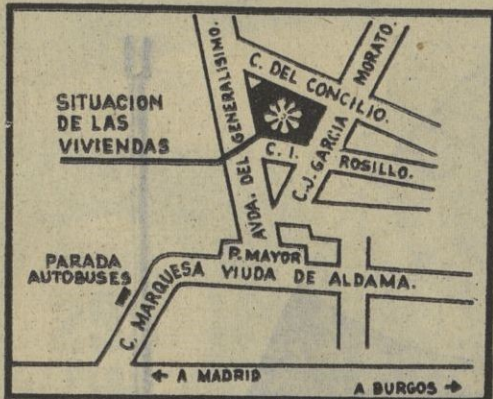 C. DEL CONCILIO.
MORATO.
AVDA. DEL GENERALISIMO.
SITUACION
DE LAS
VIVIENDAS
C. I. ROSILLO.
C.J. GARCIA
P. MAYOR
PARADA
AUTOBUSES
C. MARQUESA VIUDA DE ALDAMA.
← A MADRID
A BURGOS →